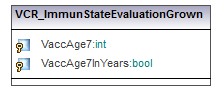 VCR_ImmunStateEvaluationGrown
VaccAge7:int
VaccAge7InYears:bool